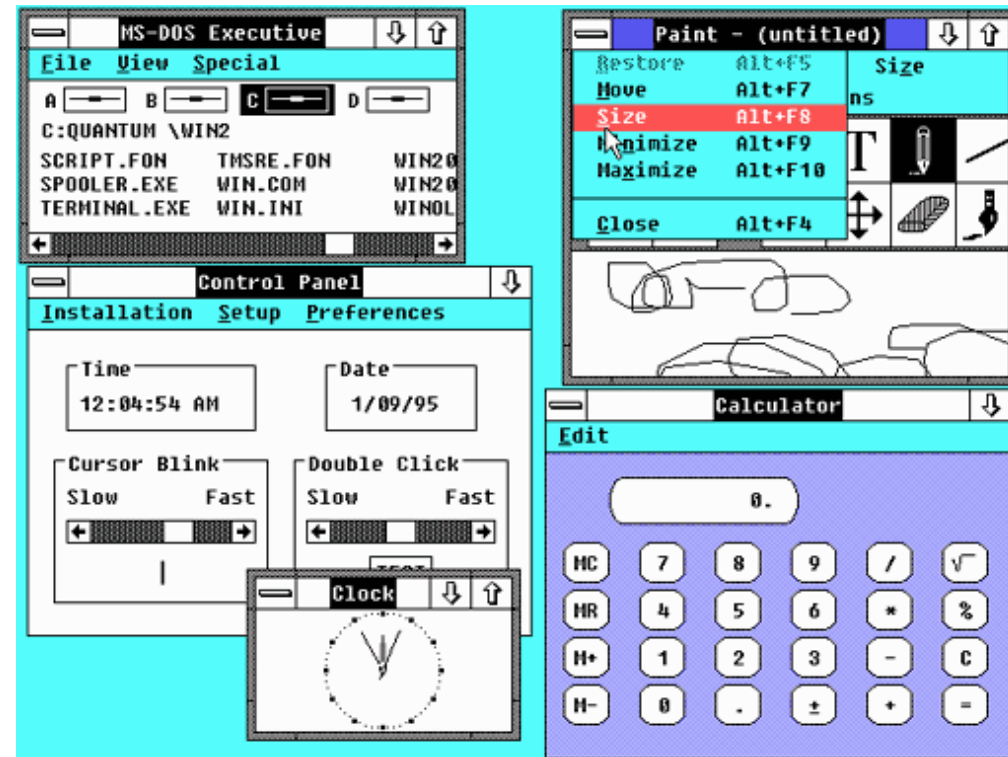 MS-DOS Executive
File View Special
A B C D
C:QUANTUM \WIN2
SCRIPT.FON TMSRE.FON WIN20
SPOOLER.EXE WIN.COM WIN20
TERMINAL.EXE WIN.INI WINOL
Paint - (untitled)
Restore Alt+F5
Move Alt+F7
Size Alt+F8
Minimize Alt+F9
Maximize Alt+F10
Close Alt+F4
Size
ns
T
Control Panel
Installation Setup Preferences
Time
12:04:54 AM
Date
1/09/95
Cursor Blink
Slow Fast
Double Click
Slow Fast
TEST
Clock
Calculator
Edit
0.
MC 7 8 9 / √
MR 4 5 6 * %
M+ 1 2 3 - C
M- 0 . ± + =